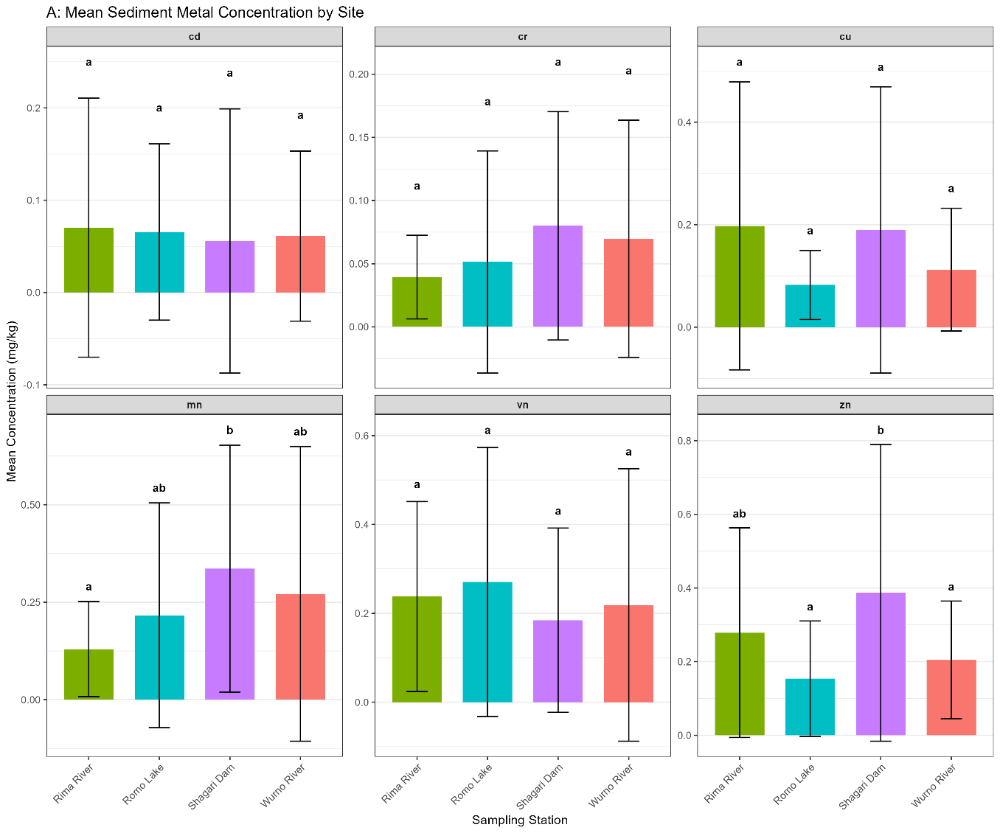 A: Mean Sediment Metal Concentration by Site
cd
cr
cu
a
a
a
a
0.2
0.1
0.0
-0.1
a
a
a
a
0.20
0.15
0.10
0.05
0.00
a
a
a
a
0.4
0.2
0.0
Mean Concentration (mg/kg)
mn
vn
zn
a
ab
b
ab
0.50
0.25
0.00
a
a
a
a
0.6
0.4
0.2
0.0
ab
a
b
a
0.8
0.6
0.4
0.2
0.0
Rima River
Romo Lake
Shagari Dam
Wurno River
Rima River
Romo Lake
Shagari Dam
Wurno River
Rima River
Romo Lake
Shagari Dam
Wurno River
Sampling Station